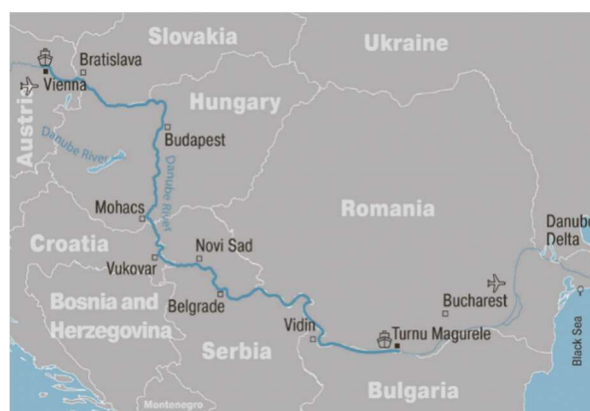 Slovakia
Ukraine
Bratislava
Vienna
Austria
Hungary
Danube River
Budapest
Danube River
Mohacs
Romania
Croatia
Novi Sad
Danube
Delta
Vukovar
Bosnia and
Herzegovina
Belgrade
Bucharest
Vidin
Turnu Magurele
Black Sea
Serbia
Bulgaria
Montenegro